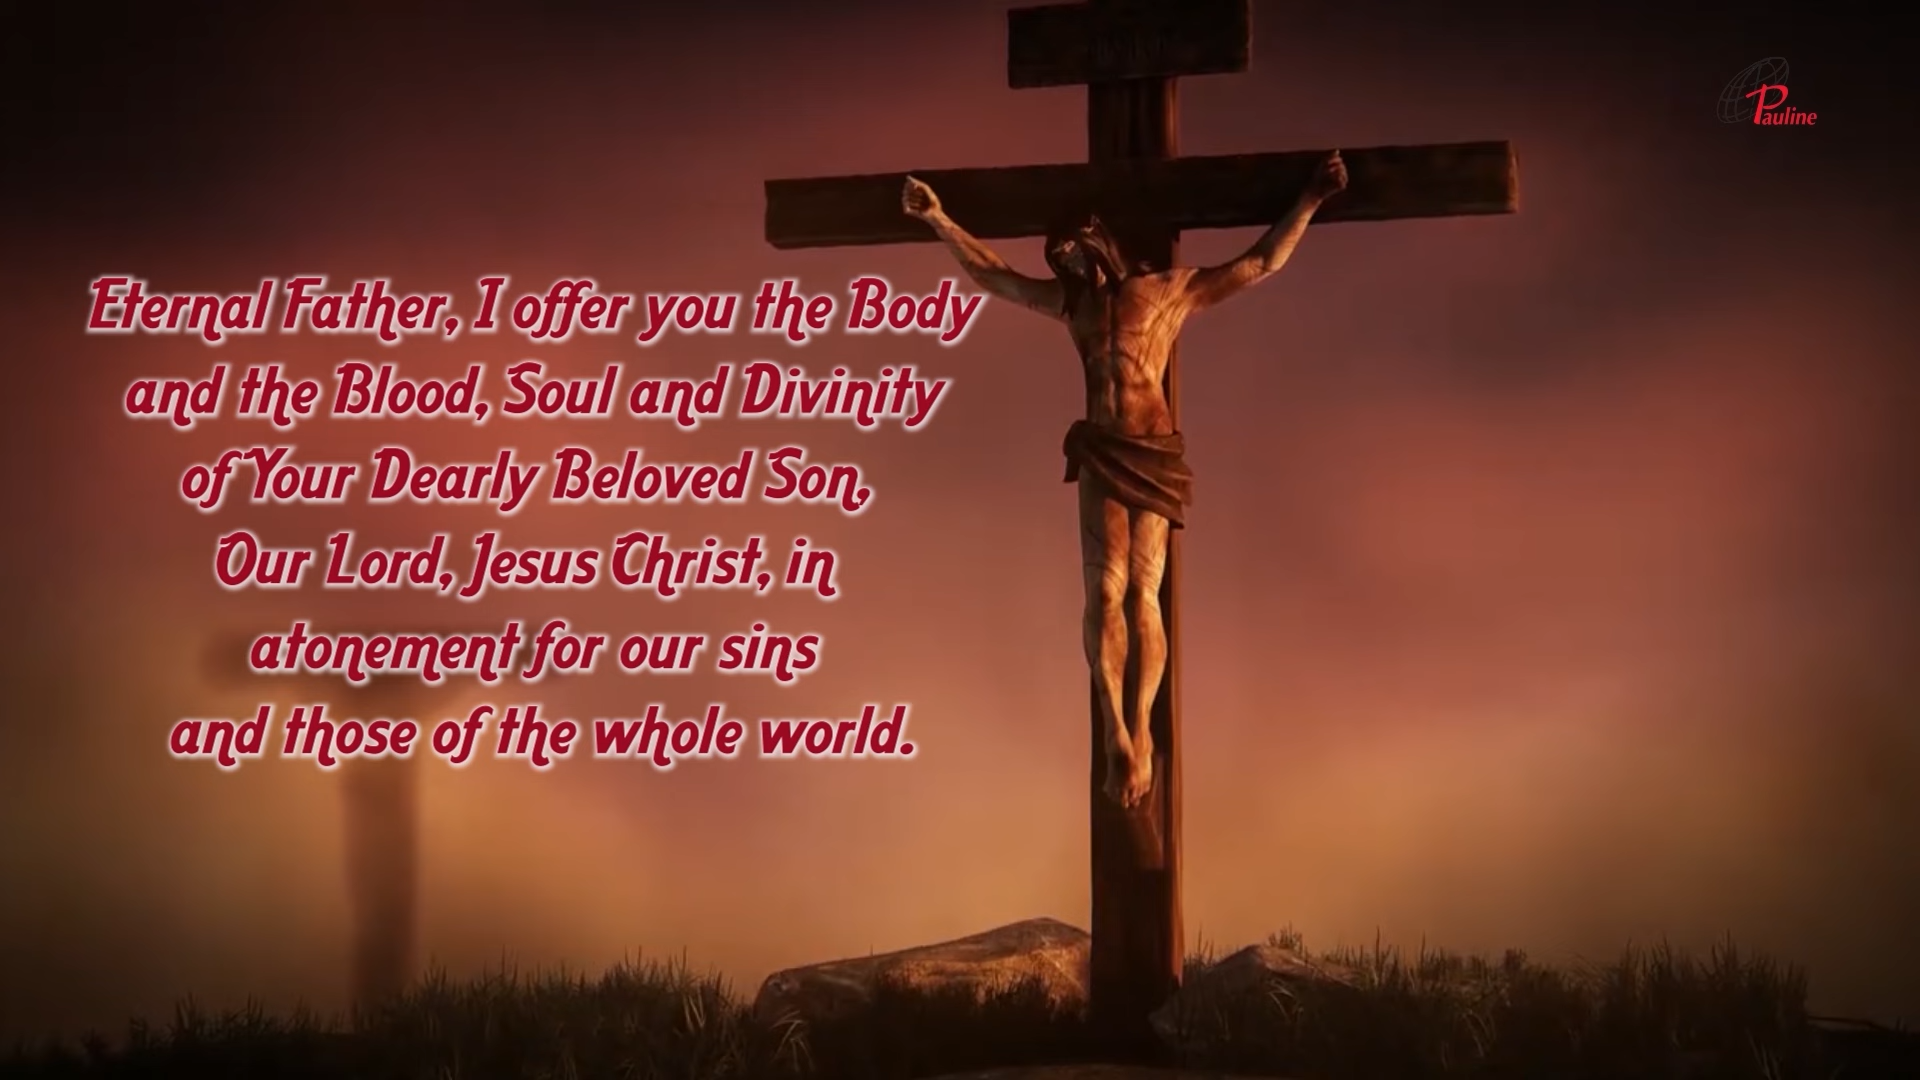 Pauline
Eternal Father, I offer you the Body
and the Blood, Soul and Divinity
of Your Dearly Beloved Son,
Our Lord, Jesus Christ, in
atonement for our sins
and those of the whole world.